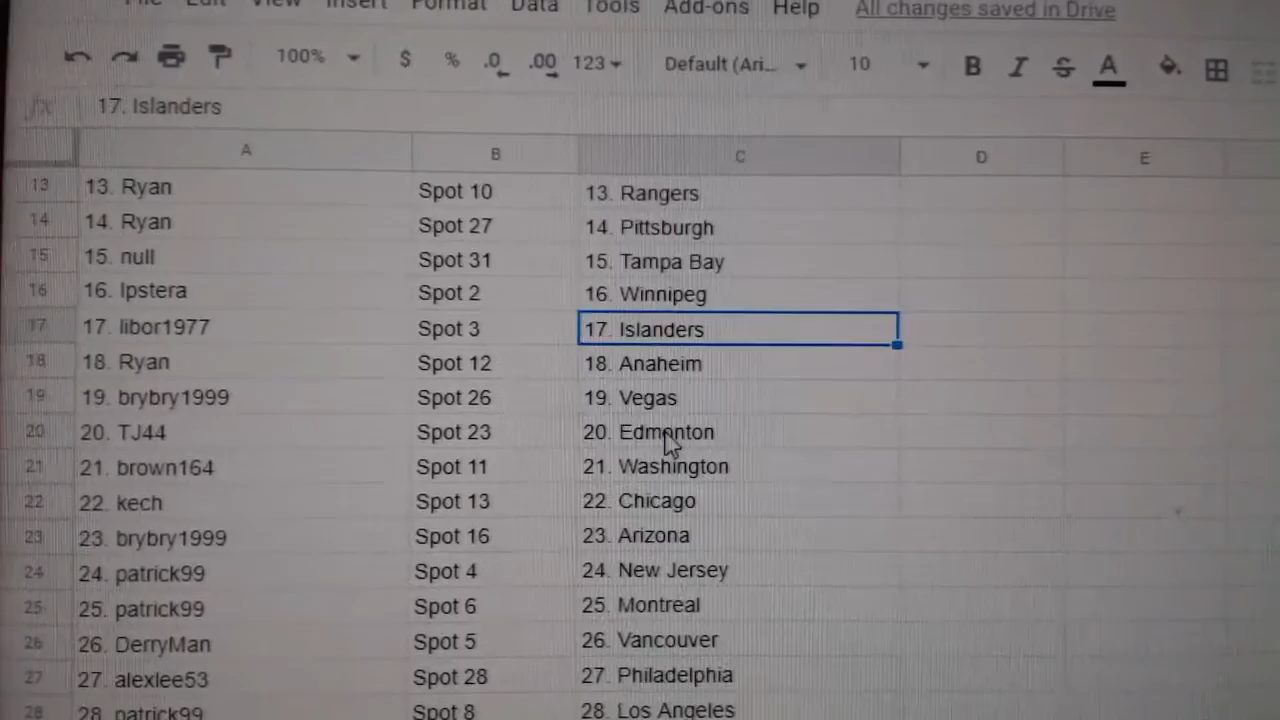 File Edit View Insert Format Data Tools Add-ons Help All changes saved in Drive
100% $ % .0 .00 123 Default (Ari... 10 B I S A
fx 17. Islanders
A B C D E
13 13. Ryan Spot 10 13. Rangers
14 14. Ryan Spot 27 14. Pittsburgh
15 15. null Spot 31 15. Tampa Bay
16 16. Ipstera Spot 2 16. Winnipeg
17 17. libor1977 Spot 3 17. Islanders
18 18. Ryan Spot 12 18. Anaheim
19 19. brybry1999 Spot 26 19. Vegas
20 20. TJ44 Spot 23 20. Edmonton
21 21. brown164 Spot 11 21. Washington
22 22. kech Spot 13 22. Chicago
23 23. brybry1999 Spot 16 23. Arizona
24 24. patrick99 Spot 4 24. New Jersey
25 25. patrick99 Spot 6 25. Montreal
26 26. DerryMan Spot 5 26. Vancouver
27 27. alexlee53 Spot 28 27. Philadelphia
28 28. patrick99 Spot 8 28. Los Angeles